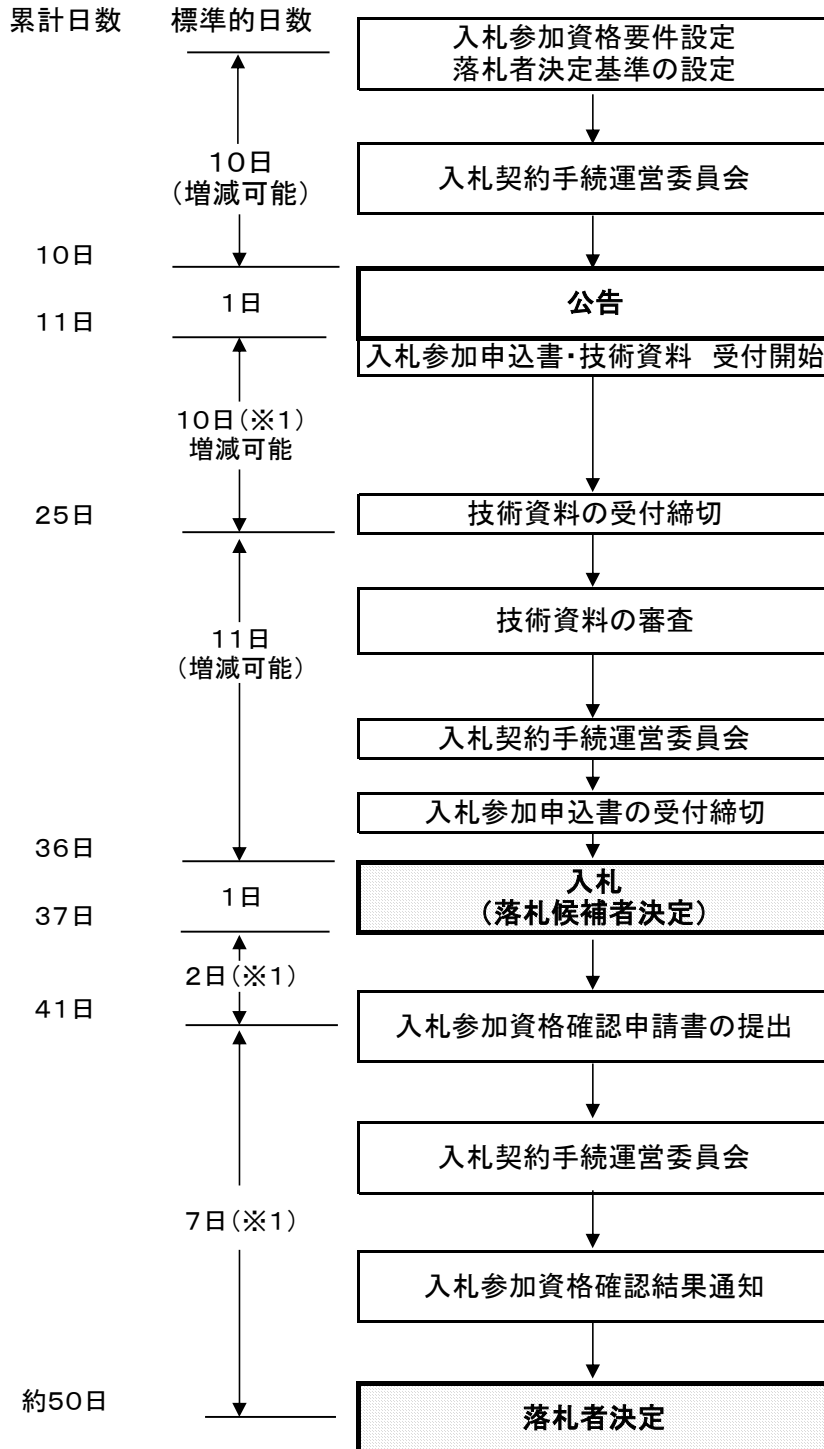 累計日数　標準的日数
入札参加資格要件設定
落札者決定基準の設定
10日
（増減可能）
入札契約手続運営委員会
10日
1日
公告
11日
入札参加申込書・技術資料　受付開始
10日（※1）
増減可能
25日
技術資料の受付締切
11日
（増減可能）
技術資料の審査
入札契約手続運営委員会
入札参加申込書の受付締切
36日
1日
入札
（落札候補者決定）
37日
2日（※1）
41日
入札参加資格確認申請書の提出
入札契約手続運営委員会
7日（※1）
入札参加資格確認結果通知
約50日
落札者決定